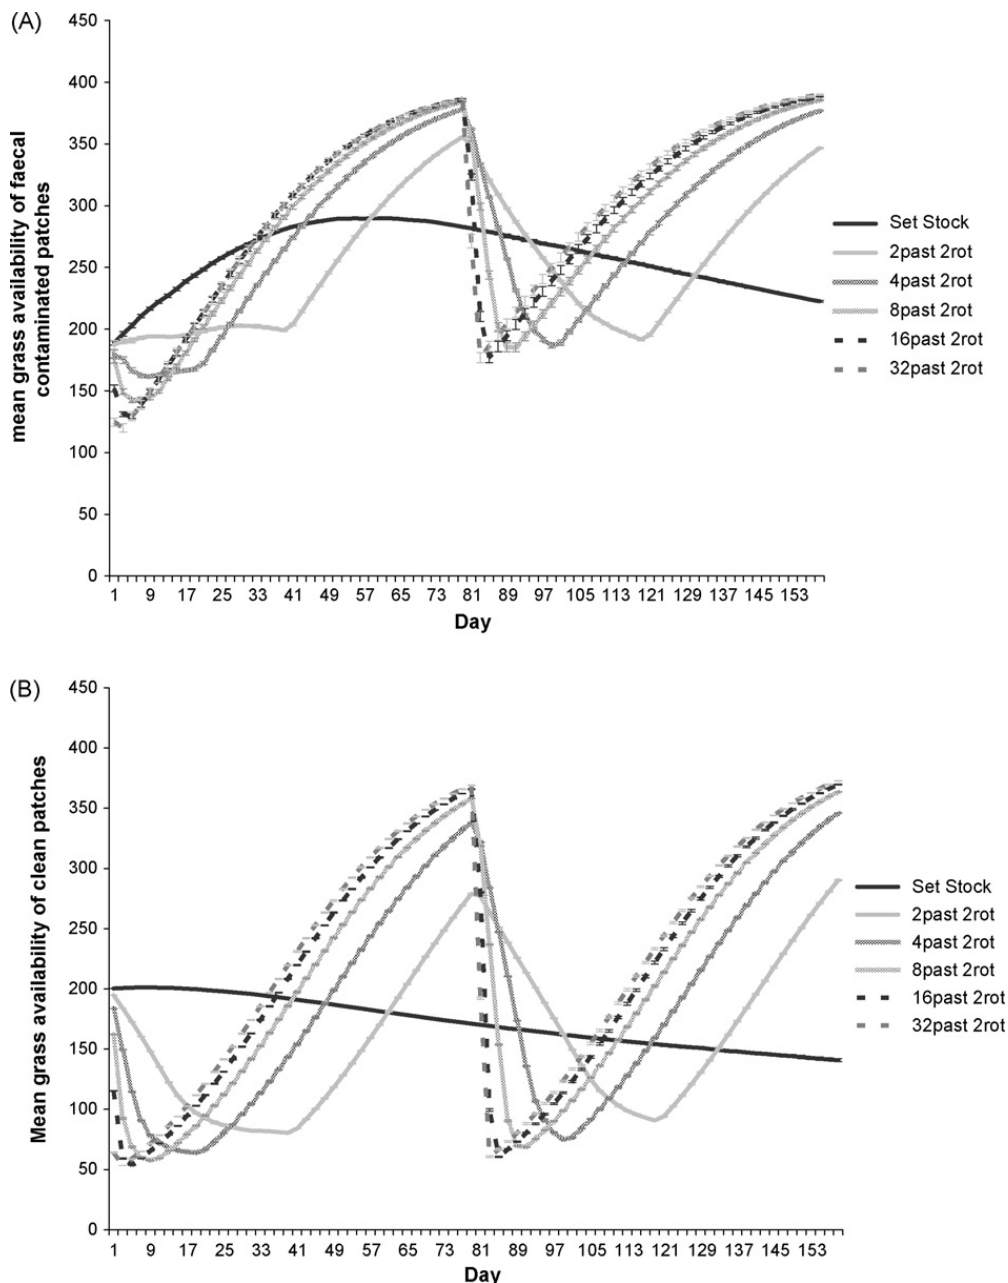 (A)
450
400
350
300
250
200
150
100
50
0
mean grass availability of faecal
contaminated patches
1 9 17 25 33 41 49 57 65 73 81 89 97 105 113 121 129 137 145 153
Day
Set Stock
2past 2rot
4past 2rot
8past 2rot
16past 2rot
32past 2rot
(B)
450
400
350
300
250
200
150
100
50
0
Mean grass availability of clean patches
1 9 17 25 33 41 49 57 65 73 81 89 97 105 113 121 129 137 145 153
Day
Set Stock
2past 2rot
4past 2rot
8past 2rot
16past 2rot
32past 2rot